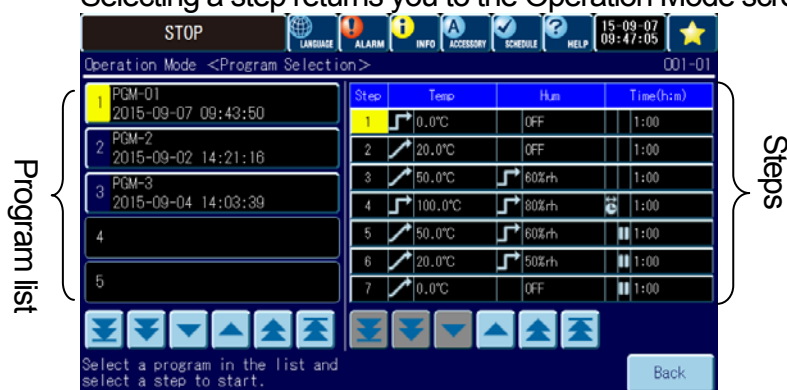 Selecting a step returns you to the Operation Mode scre
STOP
LANGUAGE
ALARM
INFO
ACCESSORY
SCHEDULE
HELP
15-09-07
09:47:05
Operation Mode <Program Selection>
001-01
1 PGM-01
2015-09-07 09:43:50
2 PGM-2
2015-09-02 14:21:16
3 PGM-3
2015-09-04 14:03:39
4
5
Step Temp Hum Time(h:m)
1 0.0℃ OFF 1:00
2 20.0℃ OFF 1:00
3 50.0℃ 60%rh 1:00
4 100.0℃ 80%rh 1:00
5 50.0℃ 60%rh 1:00
6 20.0℃ 50%rh 1:00
7 0.0℃ OFF 1:00
Program list
Steps
Select a program in the list and
select a step to start.
Back